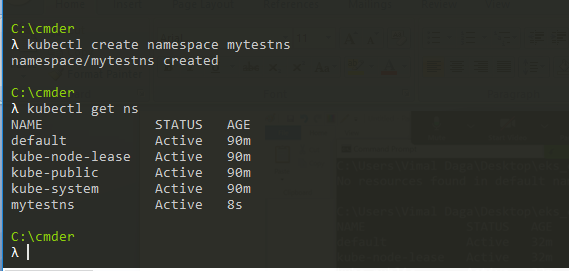 C:\cmder
λ kubectl create namespace mytestns
namespace/mytestns created
C:\cmder
λ kubectl get ns
NAME STATUS AGE
default Active 90m
kube-node-lease Active 90m
kube-public Active 90m
kube-system Active 90m
mytestns Active 8s
C:\cmder
λ